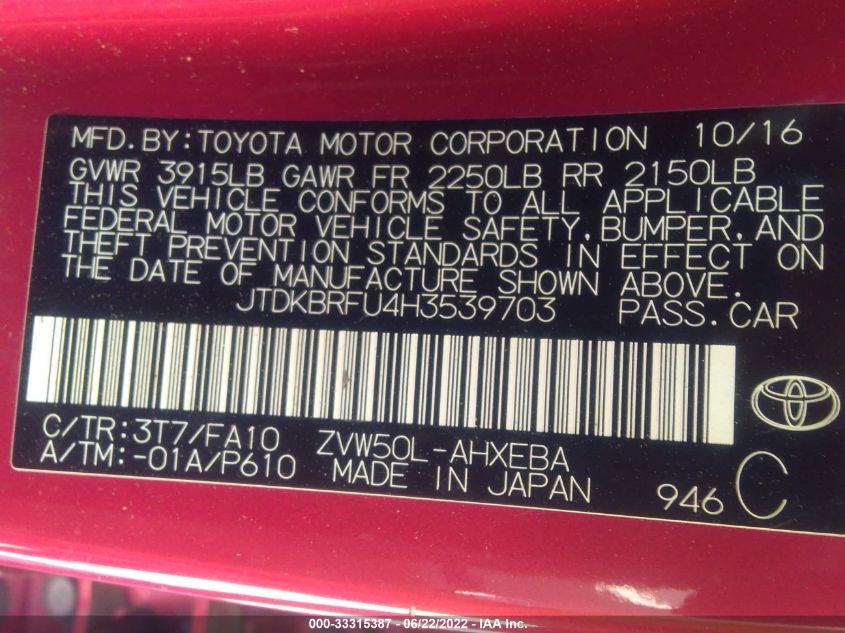 MFD. BY: TOYOTA MOTOR CORPORATION 10/16
GVWR 3915LB GAWR FR 2250LB RR 2150LB
THIS VEHICLE CONFORMS TO ALL APPLICABLE
FEDERAL MOTOR VEHICLE SAFETY, BUMPER, AND
THEFT PREVENTION STANDARDS IN EFFECT ON
THE DATE OF MANUFACTURE SHOWN ABOVE.
JTDKBRFU4H3539703 PASS. CAR
C/TR: 3T7/FA10 ZVW50L-AHXEBA
A/TM: -01A/P610 MADE IN JAPAN 946 C
000-33315387 - 06/22/2022 - IAA Inc.